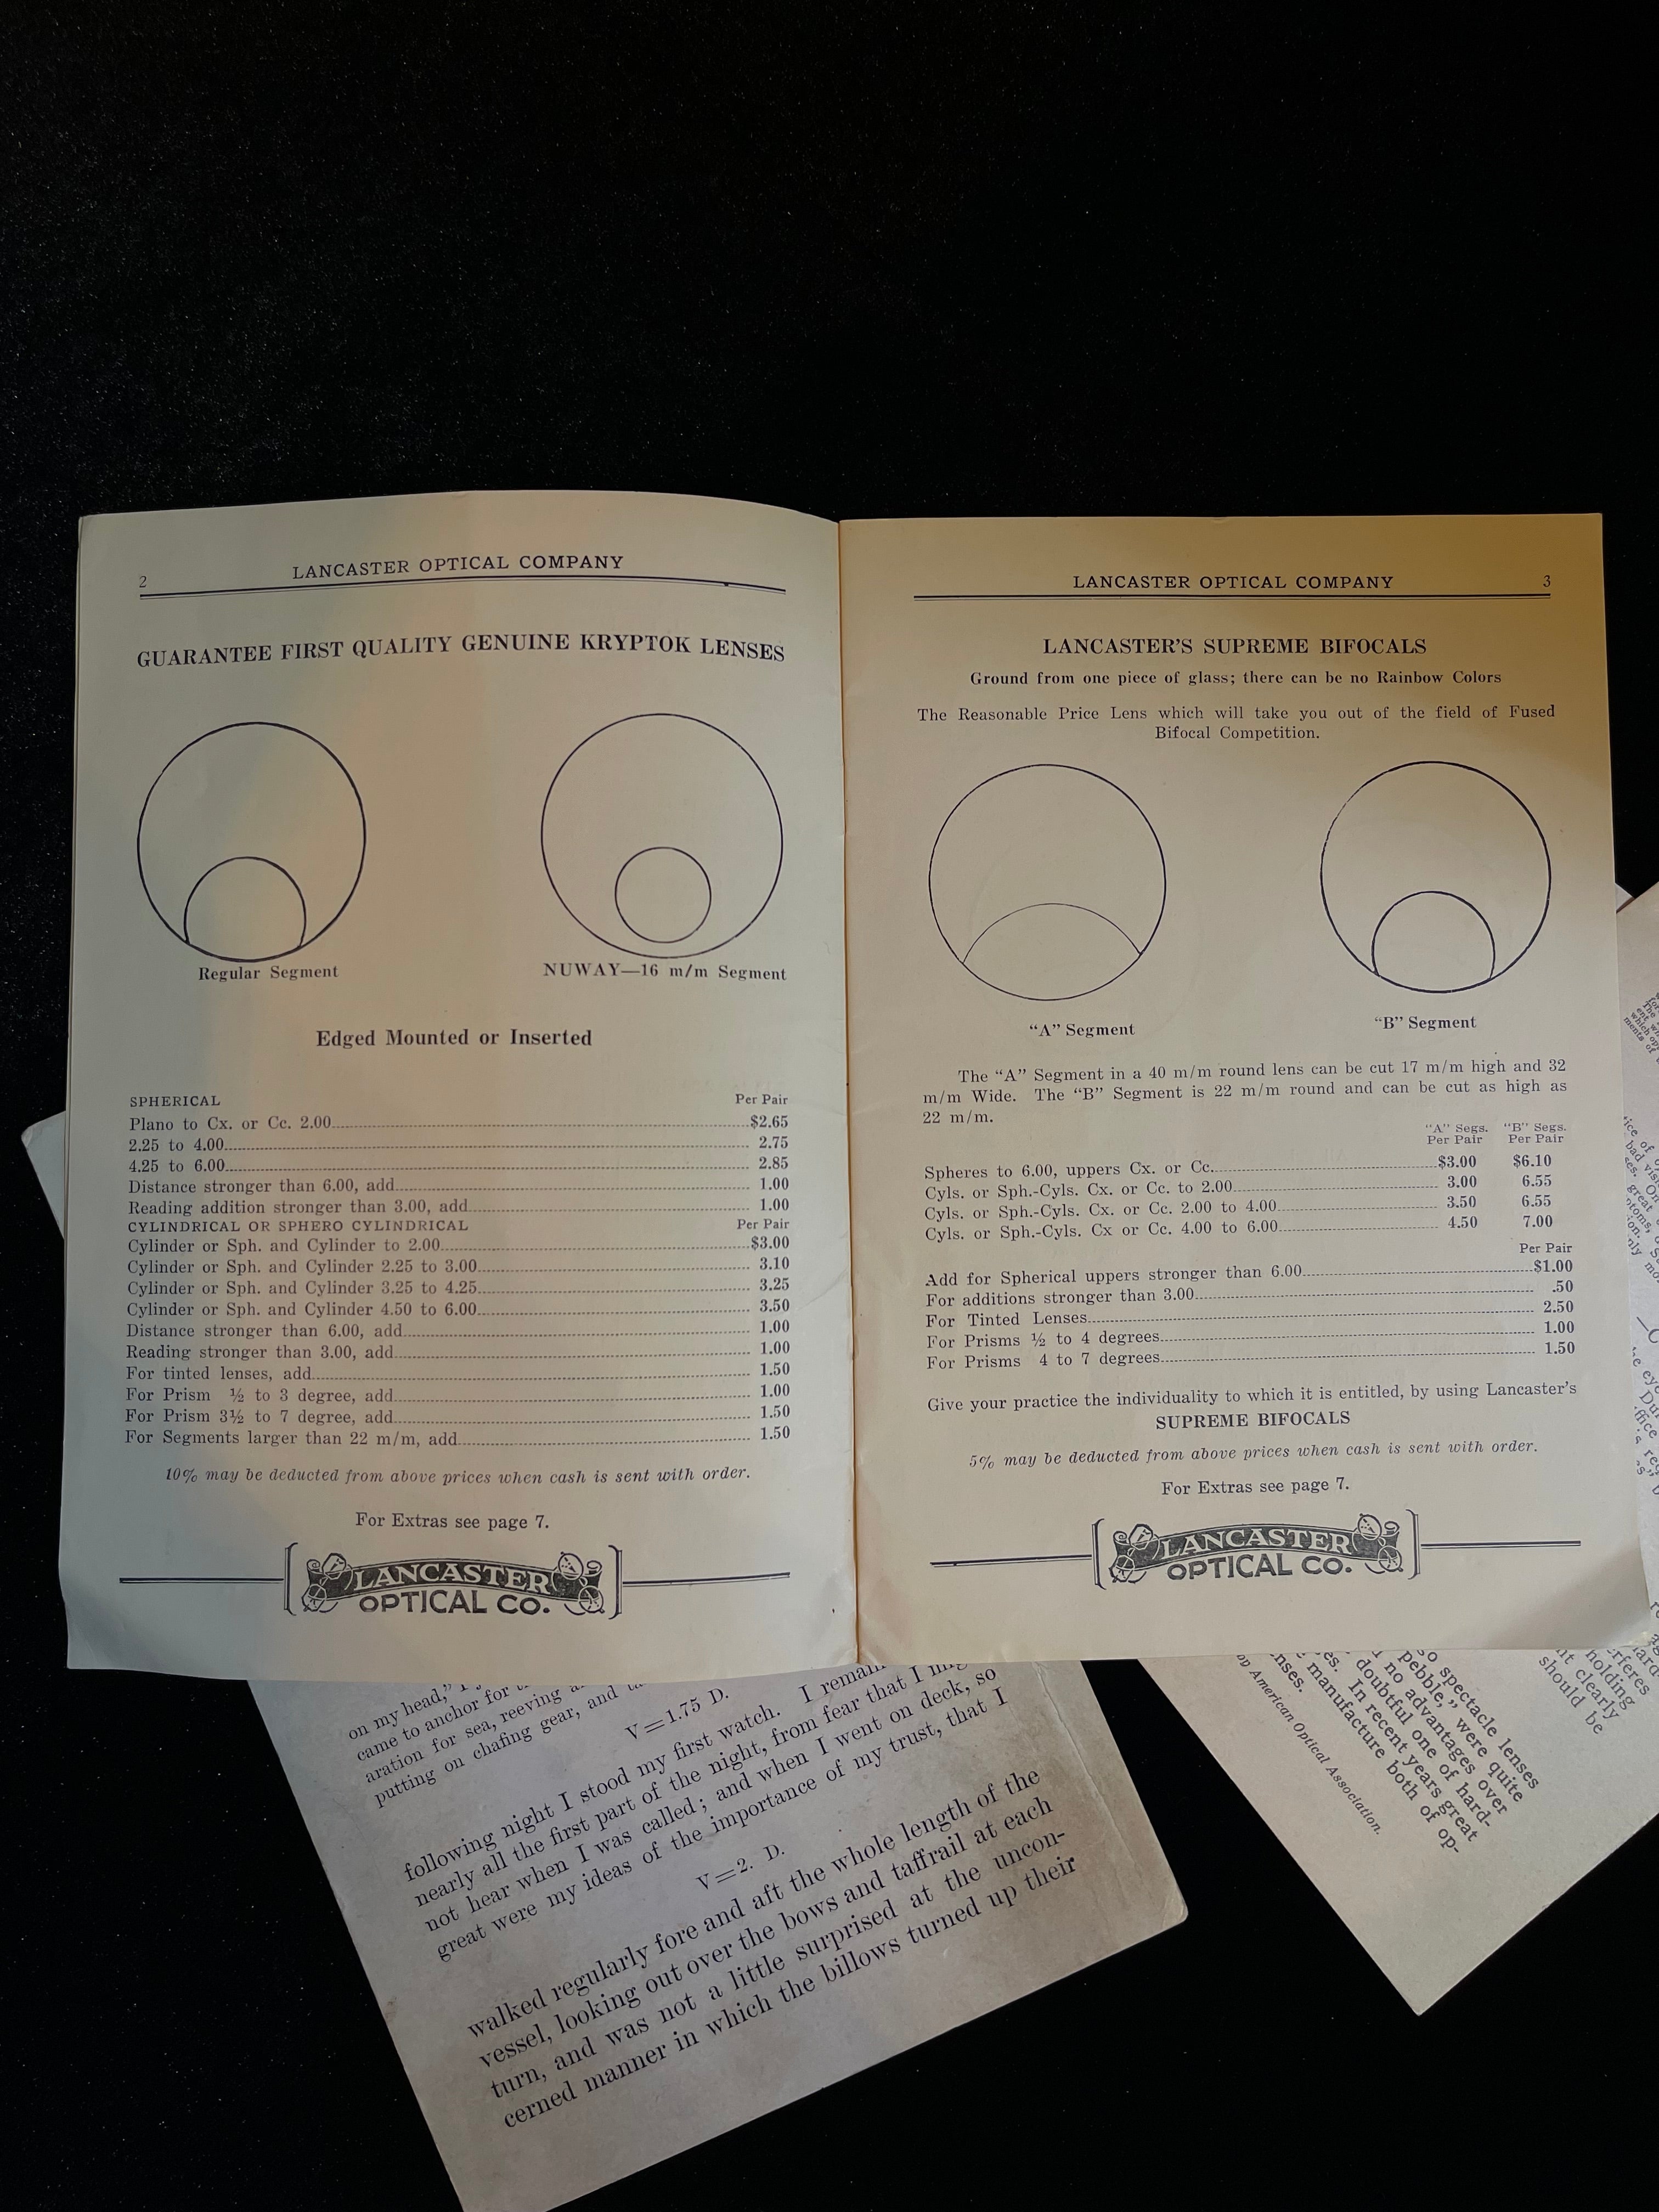 2
LANCASTER OPTICAL COMPANY
GUARANTEE FIRST QUALITY GENUINE KRYPTOK LENSES
Regular Segment
NUWAY—16 m/m Segment
Edged Mounted or Inserted
SPHERICAL Per Pair
Plano to Cx. or Cc. 2.00 $2.65
2.25 to 4.00 2.75
4.25 to 6.00 2.85
Distance stronger than 6.00, add 1.00
Reading addition stronger than 3.00, add 1.00
CYLINDRICAL OR SPHERO CYLINDRICAL Per Pair
Cylinder or Sph. and Cylinder to 2.00 $3.00
Cylinder or Sph. and Cylinder 2.25 to 3.00 3.10
Cylinder or Sph. and Cylinder 3.25 to 4.25 3.25
Cylinder or Sph. and Cylinder 4.50 to 6.00 3.50
Distance stronger than 6.00, add 1.00
Reading stronger than 3.00, add 1.00
For tinted lenses, add 1.50
For Prism ½ to 3 degree, add 1.00
For Prism 3½ to 7 degree, add 1.50
For Segments larger than 22 m/m, add 1.50
10% may be deducted from above prices when cash is sent with order.
For Extras see page 7.
LANCASTER
OPTICAL CO.
LANCASTER OPTICAL COMPANY
3
LANCASTER'S SUPREME BIFOCALS
Ground from one piece of glass; there can be no Rainbow Colors
The Reasonable Price Lens which will take you out of the field of Fused
Bifocal Competition.
"A" Segment
"B" Segment
The "A" Segment in a 40 m/m round lens can be cut 17 m/m high and 32
m/m Wide. The "B" Segment is 22 m/m round and can be cut as high as
22 m/m.
"A" Segs. "B" Segs.
Per Pair Per Pair
Spheres to 6.00, uppers Cx. or Cc. $3.00 $6.10
Cyls. or Sph.-Cyls. Cx. or Cc. to 2.00 3.00 6.55
Cyls. or Sph.-Cyls. Cx. or Cc. 2.00 to 4.00 3.50 6.55
Cyls. or Sph.-Cyls. Cx or Cc. 4.00 to 6.00 4.50 7.00
Per Pair
Add for Spherical uppers stronger than 6.00 $1.00
For additions stronger than 3.00 .50
For Tinted Lenses 2.50
For Prisms ½ to 4 degrees 1.00
For Prisms 4 to 7 degrees 1.50
Give your practice the individuality to which it is entitled, by using Lancaster's
SUPREME BIFOCALS
5% may be deducted from above prices when cash is sent with order.
For Extras see page 7.
LANCASTER
OPTICAL CO.
on my head,"
came to anchor for
aration for sea, reeving
putting on chafing gear, and
V=1.75 D.
following night I stood my first watch. I
nearly all the first part of the night, from fear that I
not hear when I was called; and when I went on deck, so
great were my ideas of the importance of my trust, that I
V=2. D.
walked regularly fore and aft the whole length of the
vessel, looking out over the bows and taffrail at each
turn, and was not a little surprised at the uncon-
cerned manner in which the billows turned up their
so spectacle lenses
pebble," were quite
no advantages over
doubtful one of hard-
In recent years great
manufacture both of op-
American Optical Association.
holding
clearly
should be